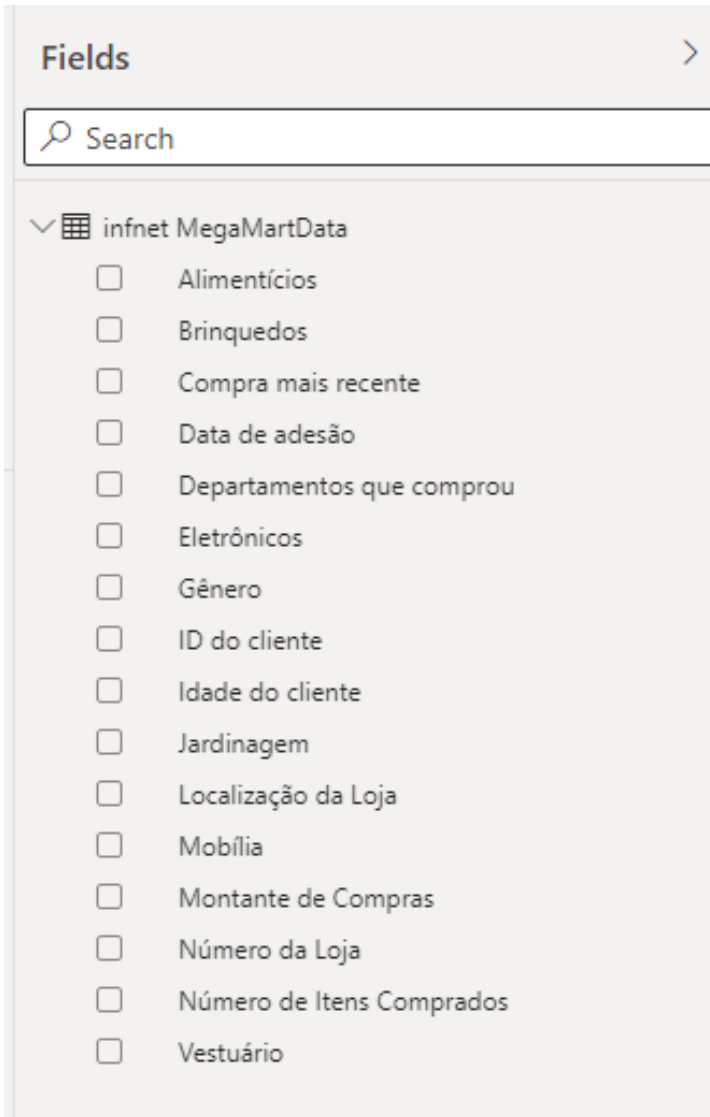 Fields
Search
infnet MegaMartData
Alimentícios
Brinquedos
Compra mais recente
Data de adesão
Departamentos que comprou
Eletrônicos
Gênero
ID do cliente
Idade do cliente
Jardinagem
Localização da Loja
Mobília
Montante de Compras
Número da Loja
Número de Itens Comprados
Vestuário